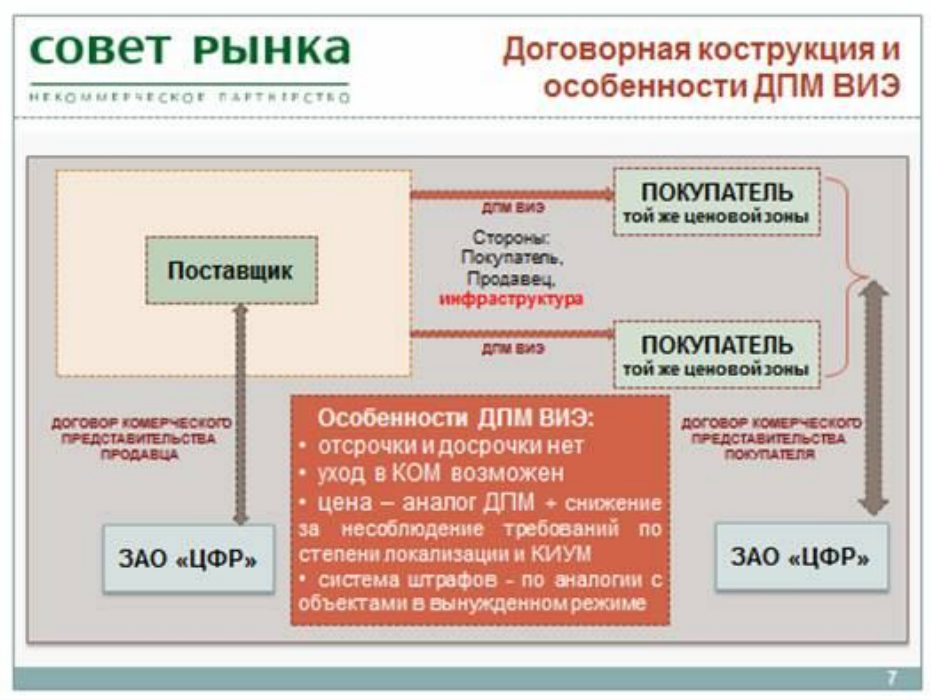 СОВЕТ РЫНКА
НЕКОММЕРЧЕСКОЕ ПАРТНЕРСТВО
Договорная кострукция и
особенности ДПМ ВИЭ
Поставщик
ДПМ ВИЭ
Стороны:
Покупатель,
Продавец,
инфраструктура
ДПМ ВИЭ
ПОКУПАТЕЛЬ
той же ценовой зоны
ПОКУПАТЕЛЬ
той же ценовой зоны
ДОГОВОР КОМЕРЧЕСКОГО
ПРЕДСТАВИТЕЛЬСТВА
ПРОДАВЦА
Особенности ДПМ ВИЭ:
• отсрочки и досрочки нет
• уход в КОМ возможен
• цена – аналог ДПМ + снижение
за несоблюдение требований по
степени локализации и КИУМ
• система штрафов - по аналогии с
объектами в вынужденном режиме
ДОГОВОР КОМЕРЧЕСКОГО
ПРЕДСТАВИТЕЛЬСТВА
ПОКУПАТЕЛЯ
ЗАО «ЦФР»
ЗАО «ЦФР»
7